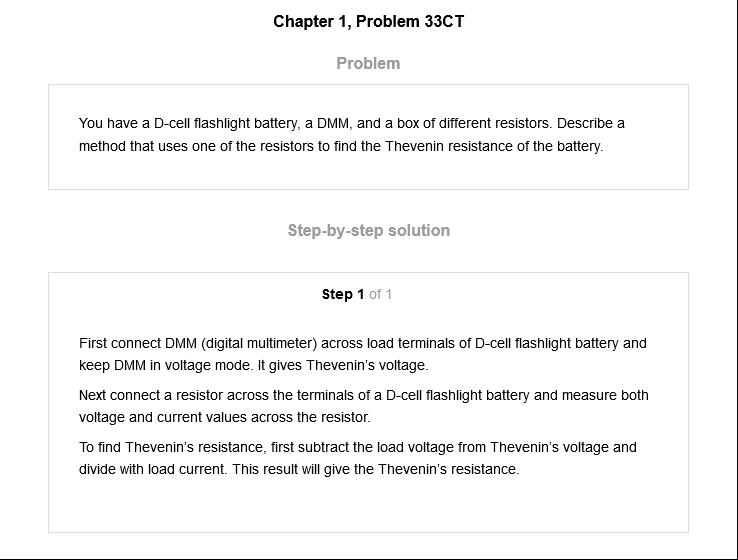 Chapter 1, Problem 33CT
Problem
You have a D-cell flashlight battery, a DMM, and a box of different resistors. Describe a
method that uses one of the resistors to find the Thevenin resistance of the battery.
Step-by-step solution
Step 1 of 1
First connect DMM (digital multimeter) across load terminals of D-cell flashlight battery and
keep DMM in voltage mode. It gives Thevenin’s voltage.
Next connect a resistor across the terminals of a D-cell flashlight battery and measure both
voltage and current values across the resistor.
To find Thevenin’s resistance, first subtract the load voltage from Thevenin’s voltage and
divide with load current. This result will give the Thevenin’s resistance.